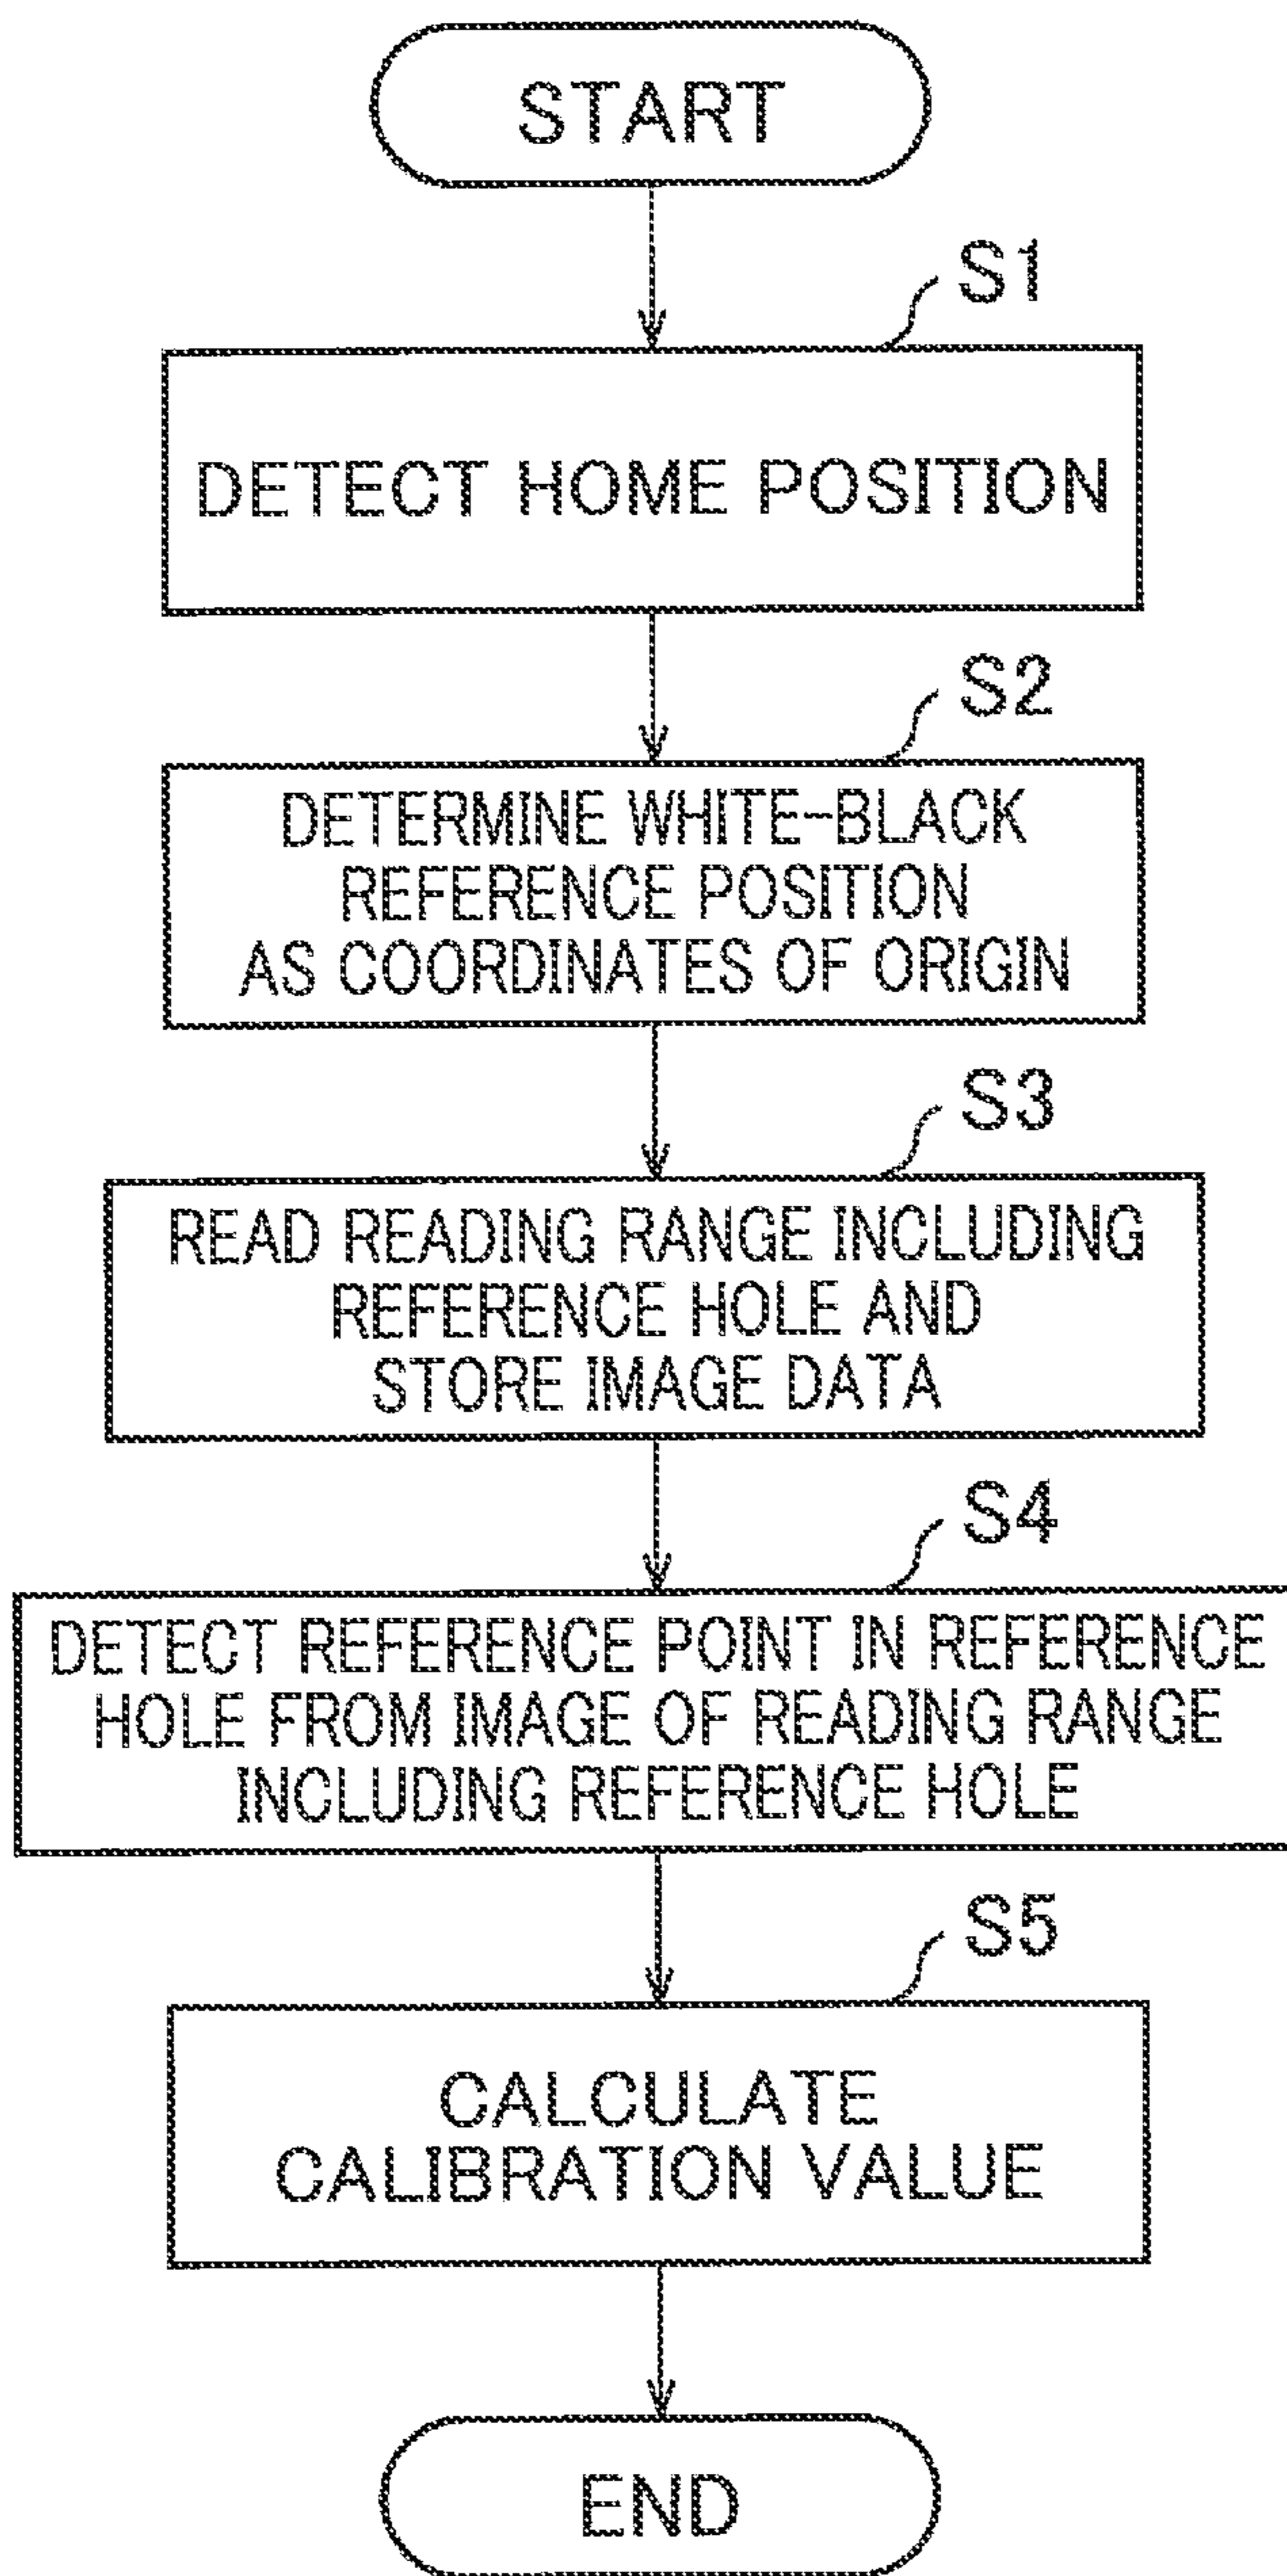 START
S1
DETECT HOME POSITION
S2
DETERMINE WHITE-BLACK
REFERENCE POSITION
AS COORDINATES OF ORIGIN
S3
READ READING RANGE INCLUDING
REFERENCE HOLE AND
STORE IMAGE DATA
S4
DETECT REFERENCE POINT IN REFERENCE
HOLE FROM IMAGE OF READING RANGE
INCLUDING REFERENCE HOLE
S5
CALCULATE
CALIBRATION VALUE
END